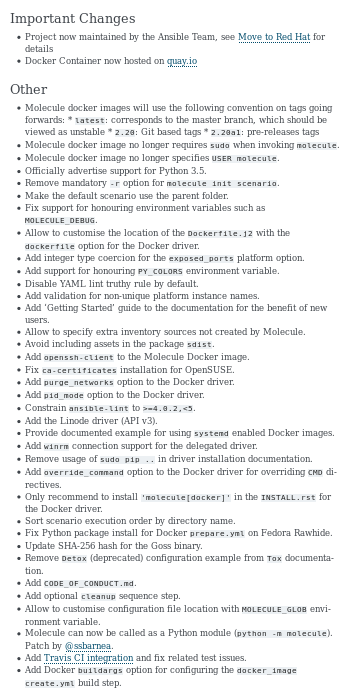 Important Changes
• Project now maintained by the Ansible Team, see Move to Red Hat for
details
• Docker Container now hosted on quay.io
Other
• Molecule docker images will use the following convention on tags going
forwards: * latest: corresponds to the master branch, which should be
viewed as unstable * 2.20: Git based tags * 2.20a1: pre-releases tags
• Molecule docker image no longer requires sudo when invoking molecule.
• Molecule docker image no longer specifies USER molecule.
• Officially advertise support for Python 3.5.
• Remove mandatory -r option for molecule init scenario.
• Make the default scenario use the parent folder.
• Fix support for honouring environment variables such as
MOLECULE_DEBUG.
• Allow to customise the location of the Dockerfile.j2 with the
dockerfile option for the Docker driver.
• Add integer type coercion for the exposed_ports platform option.
• Add support for honouring PY_COLORS environment variable.
• Disable YAML lint truthy rule by default.
• Add validation for non-unique platform instance names.
• Add 'Getting Started' guide to the documentation for the benefit of new
users.
• Allow to specify extra inventory sources not created by Molecule.
• Avoid including assets in the package sdist.
• Add openssh-client to the Molecule Docker image.
• Fix ca-certificates installation for OpenSUSE.
• Add purge_networks option to the Docker driver.
• Add pid_mode option to the Docker driver.
• Constrain ansible-lint to >=4.0.2,<5.
• Add the Linode driver (API v3).
• Provide documented example for using systemd enabled Docker images.
• Add winrm connection support for the delegated driver.
• Remove usage of sudo pip .. in driver installation documentation.
• Add override_command option to the Docker driver for overriding CMD di-
rectives.
• Only recommend to install 'molecule[docker]' in the INSTALL.rst for
the Docker driver.
• Sort scenario execution order by directory name.
• Fix Python package install for Docker prepare.yml on Fedora Rawhide.
• Update SHA-256 hash for the Goss binary.
• Remove Detox (deprecated) configuration example from Tox documenta-
tion.
• Add CODE_OF_CONDUCT.md.
• Add optional cleanup sequence step.
• Allow to customise configuration file location with MOLECULE_GLOB envi-
ronment variable.
• Molecule can now be called as a Python module (python -m molecule).
Patch by @ssbarnea.
• Add Travis CI integration and fix related test issues.
• Add Docker buildargs option for configuring the docker_image
create.yml build step.